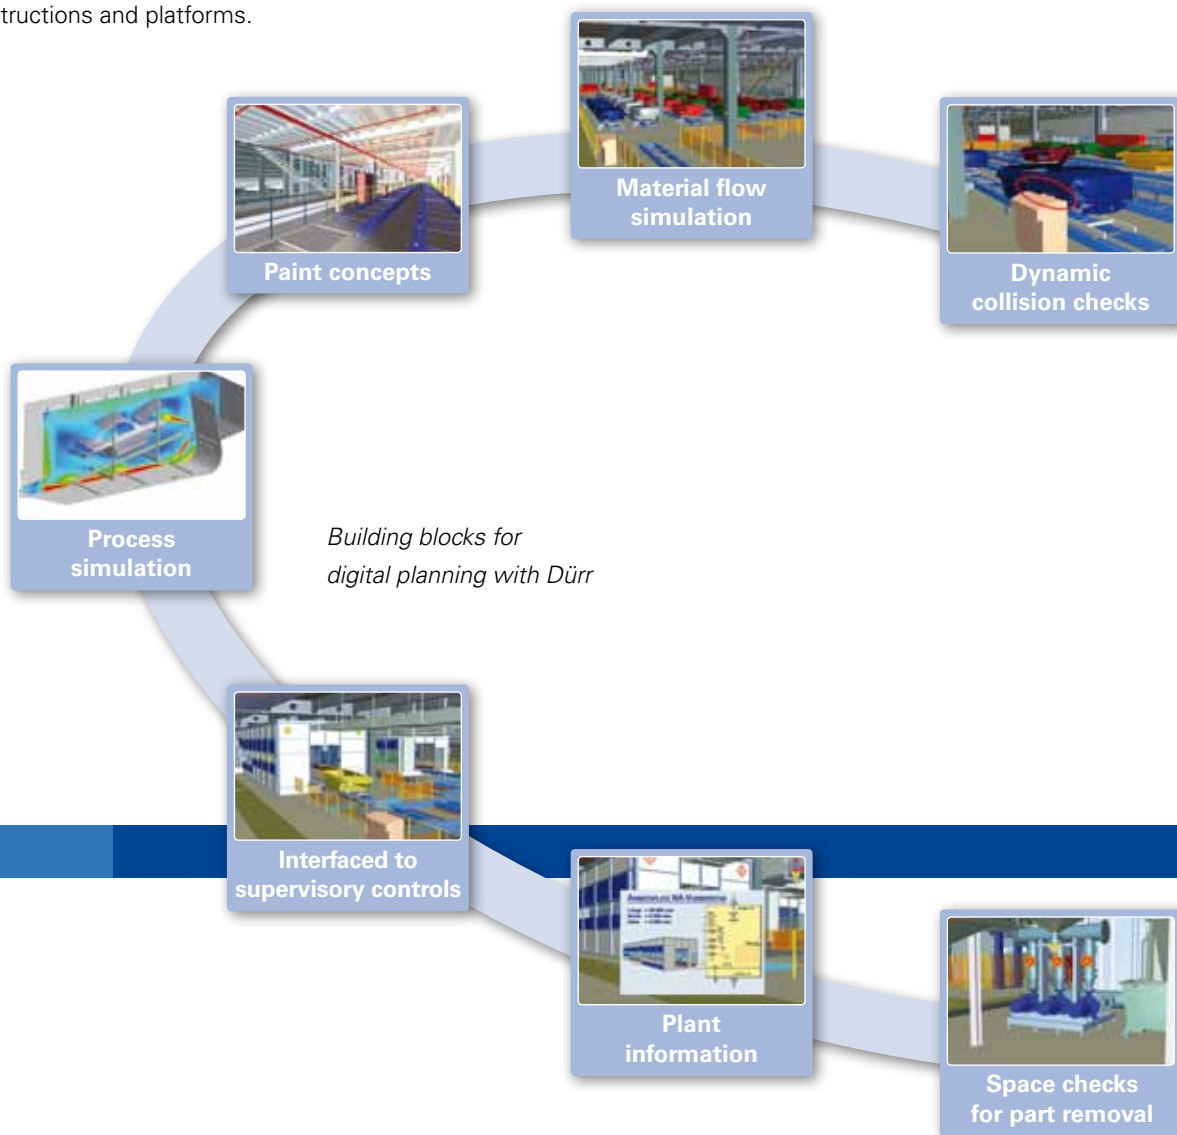 tructions and platforms.
Material flow
simulation
Paint concepts
Dynamic
collision checks
Process
simulation
Building blocks for
digital planning with Dürr
Interfaced to
supervisory controls
Plant
information
Space checks
for part removal